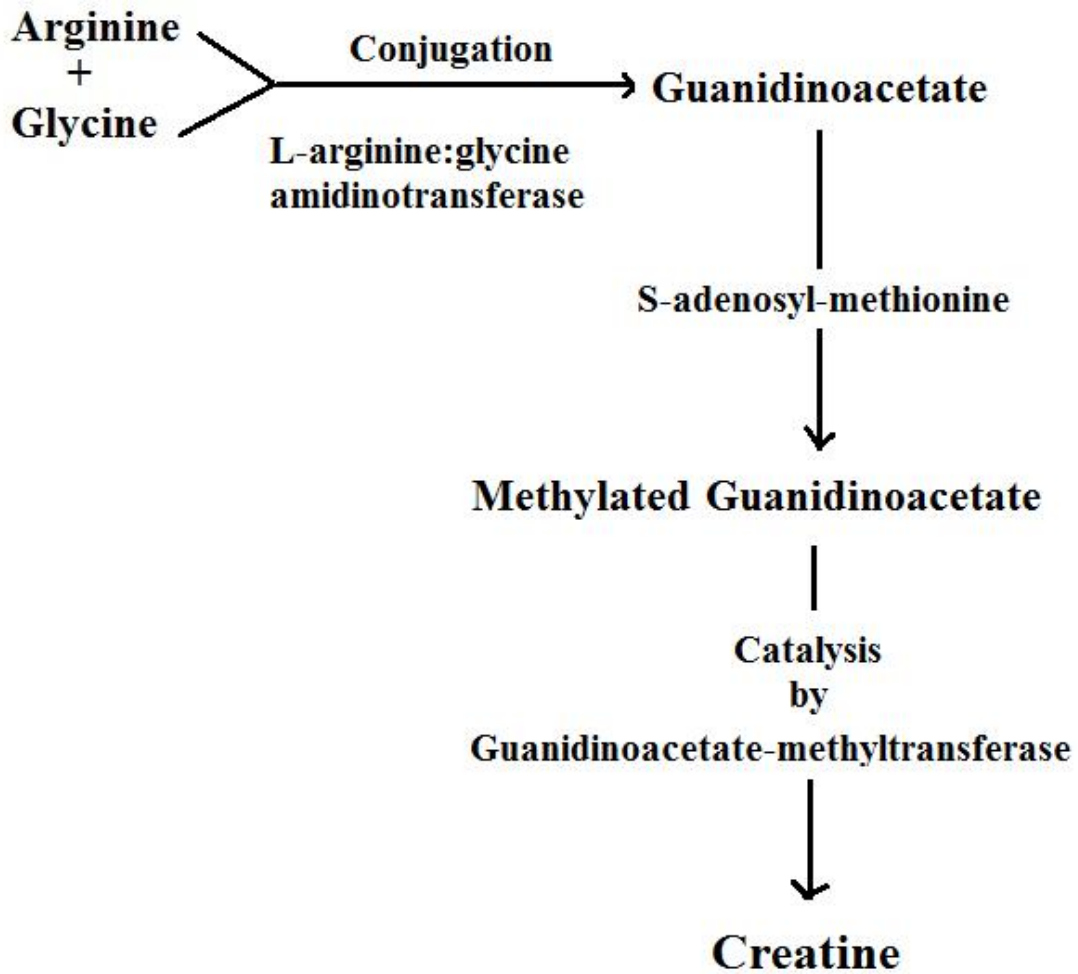 Arginine
+
Glycine
Conjugation
L-arginine:glycine
amidinotransferase
Guanidinoacetate
S-adenosyl-methionine
Methylated Guanidinoacetate
Catalysis
by
Guanidinoacetate-methyltransferase
Creatine